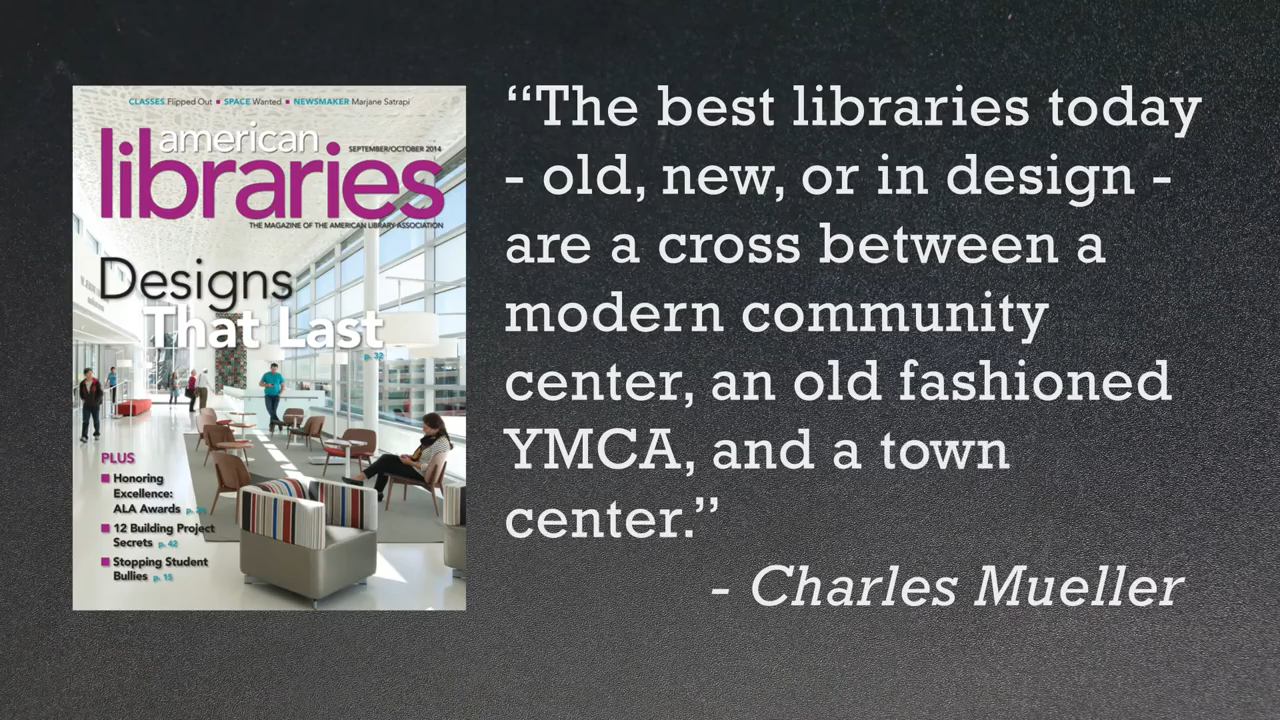 CLASSES Flipped Out ■ SPACE Wanted ■ NEWSMAKER Marjane Satrapi
american
SEPTEMBER/OCTOBER 2014
libraries
THE MAGAZINE OF THE AMERICAN LIBRARY ASSOCIATION
Designs
That Last
p. 32
PLUS
■ Honoring
Excellence:
ALA Awards
■ 12 Building Project
Secrets p. 42
■ Stopping Student
Bullies p. 15
“The best libraries today
- old, new, or in design -
are a cross between a
modern community
center, an old fashioned
YMCA, and a town
center.”
- Charles Mueller